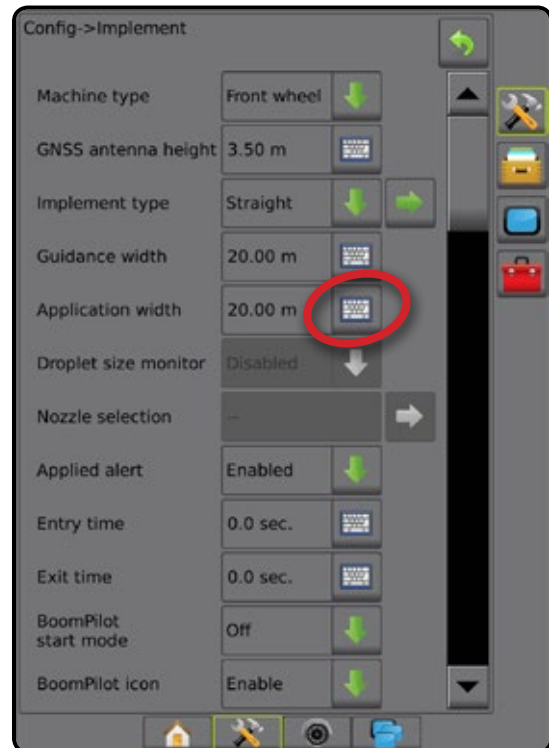 Config->Implement
Machine type Front wheel
GNSS antenna height 3.50 m
Implement type Straight
Guidance width 20.00 m
Application width 20.00 m
Droplet size monitor Disabled
Nozzle selection --
Applied alert Enabled
Entry time 0.0 sec.
Exit time 0.0 sec.
BoomPilot
start mode Off
BoomPilot icon Enable